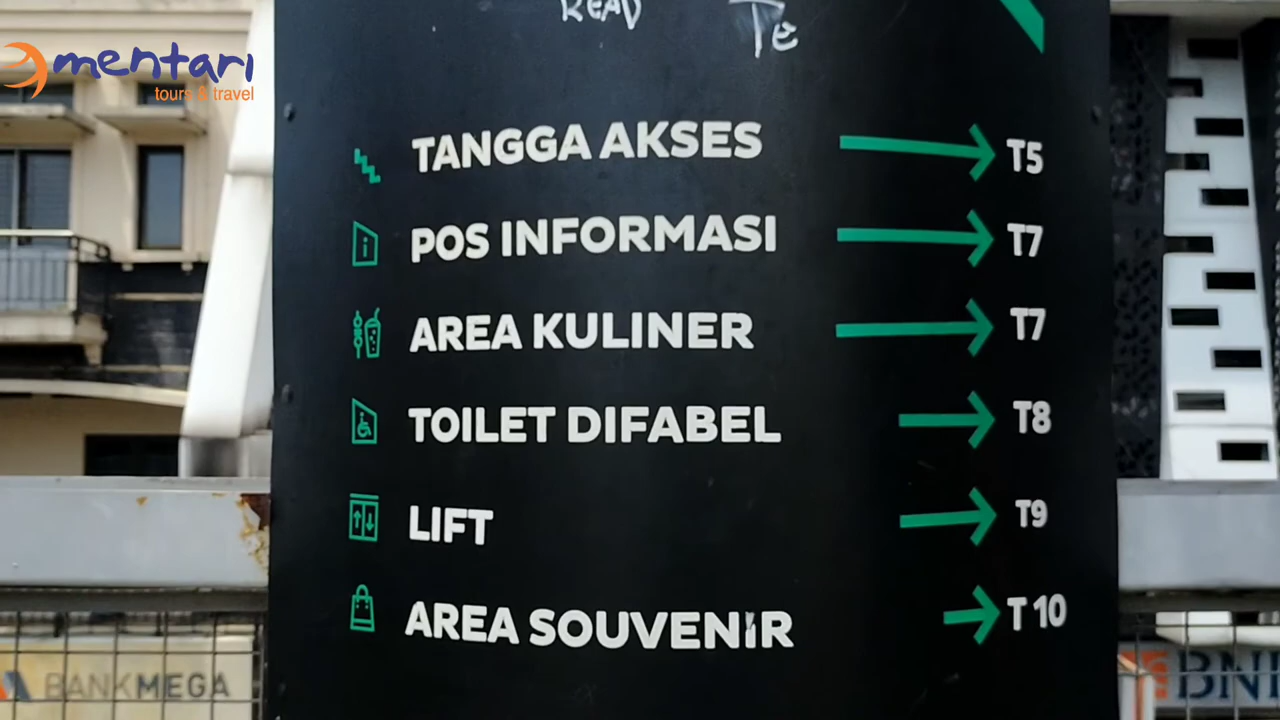 READ Te
mentari
tours & travel
TANGGA AKSES T5
POS INFORMASI T7
AREA KULINER T7
TOILET DIFABEL T8
LIFT T9
AREA SOUVENIR T 10
BANK MEGA
BNI